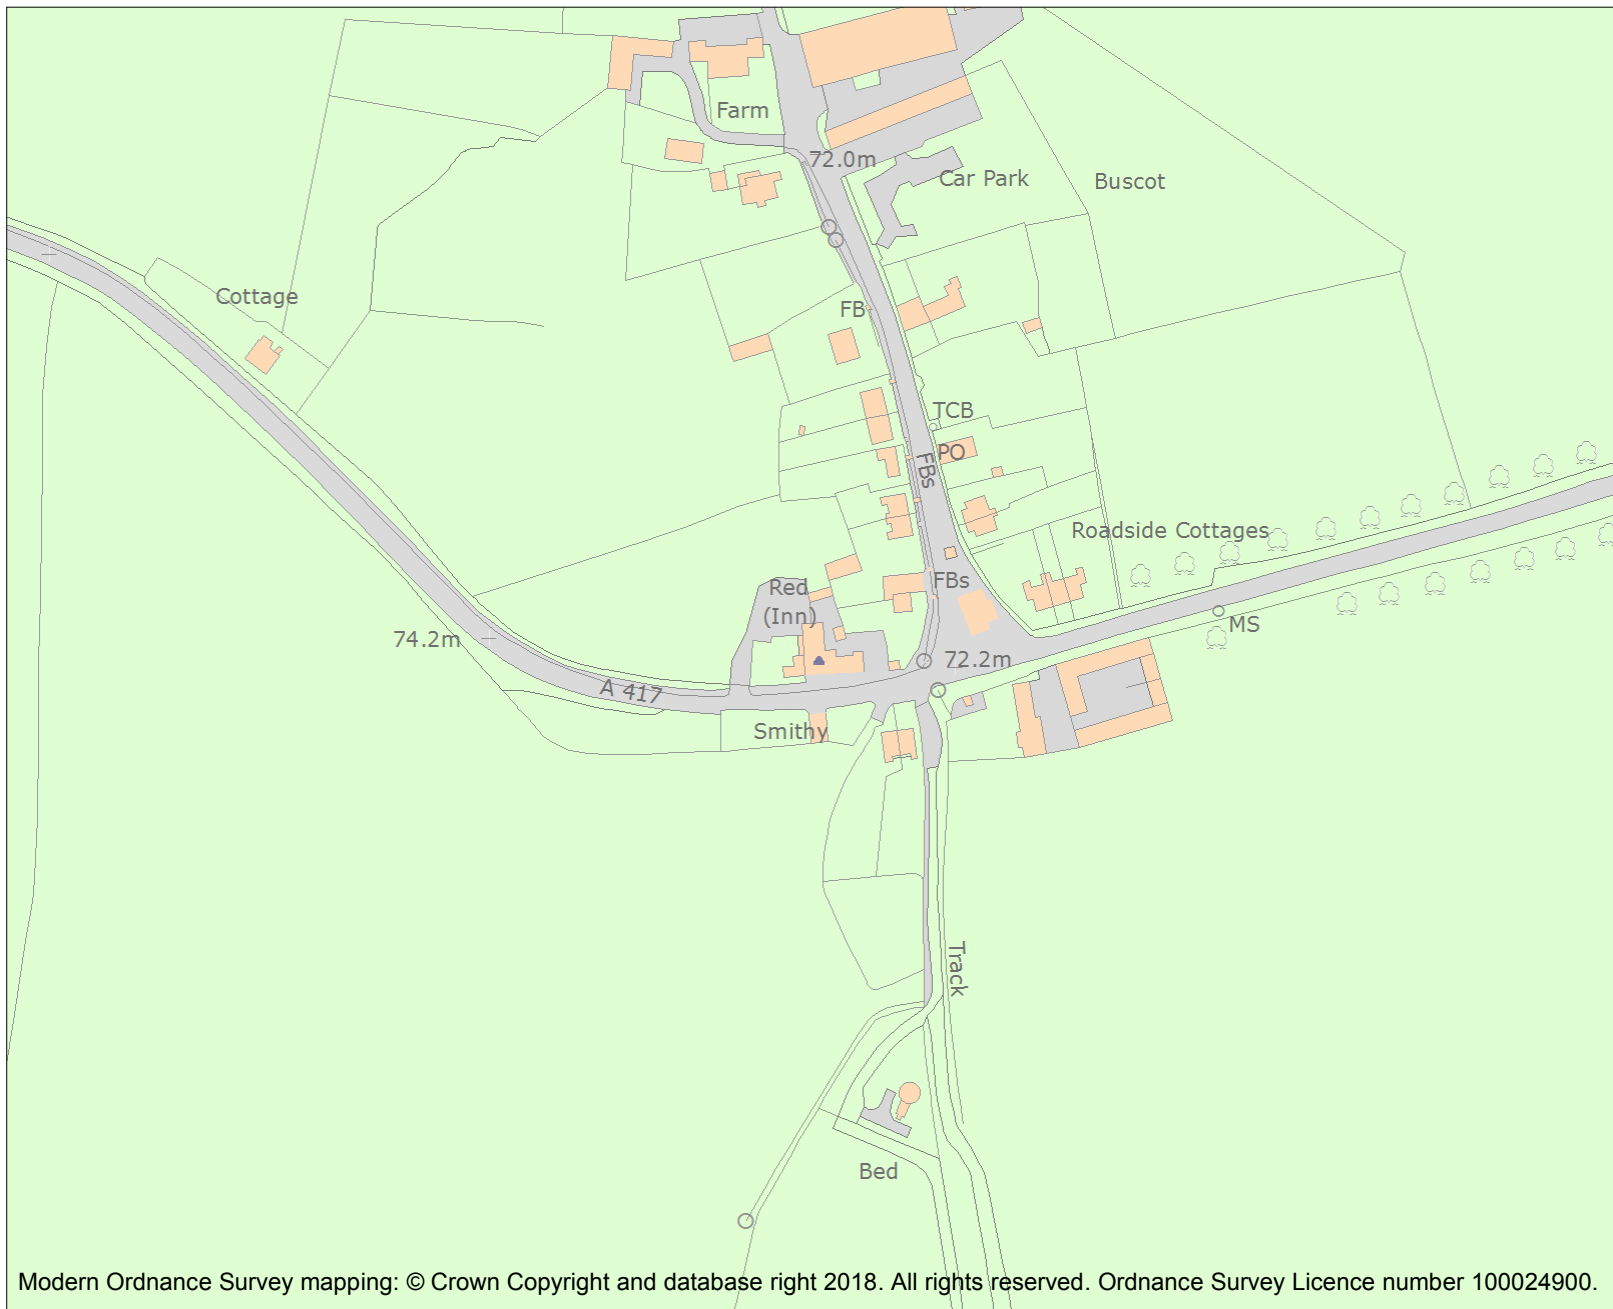 Farm
72.0m
Car Park
Buscot
Cottage
FB
TCB
PO
FBs
Roadside Cottages
FBs
Red
(Inn)
MS
74.2m
72.2m
A 417
Smithy
Track
Bed
Modern Ordnance Survey mapping: © Crown Copyright and database right 2018. All rights reserved. Ordnance Survey Licence number 100024900.